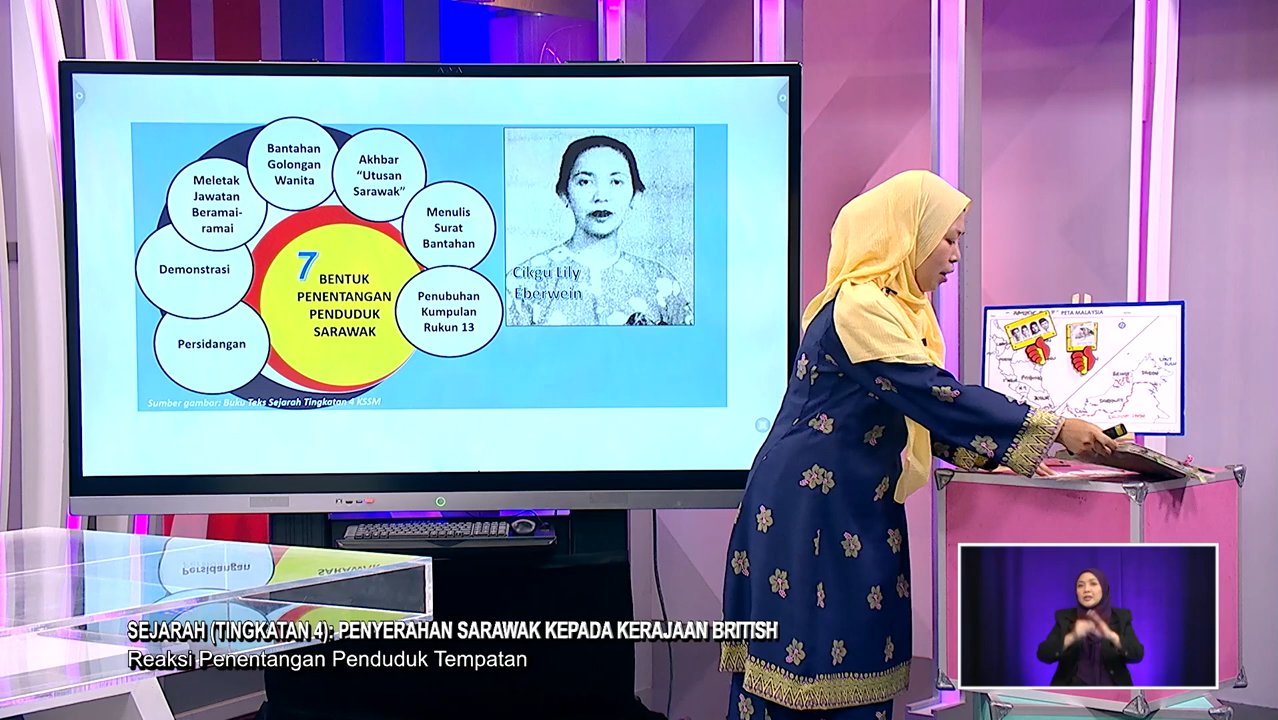 Bantahan
Golongan
Wanita
Akhbar
“Utusan
Sarawak”
Meletak
Jawatan
Beramai-
ramai
Menulis
Surat
Bantahan
Demonstrasi
7
BENTUK
PENENTANGAN
PENDUDUK
SARAWAK
Penubuhan
Kumpulan
Rukun 13
Persidangan
Cikgu Lily
Eberwein
Sumber gambar: Buku Teks Sejarah Tingkatan 4 KSSM
PETA MALAYSIA
Persidangan
SARAWAK
SEJARAH (TINGKATAN 4): PENYERAHAN SARAWAK KEPADA KERAJAAN BRITISH
Reaksi Penentangan Penduduk Tempatan